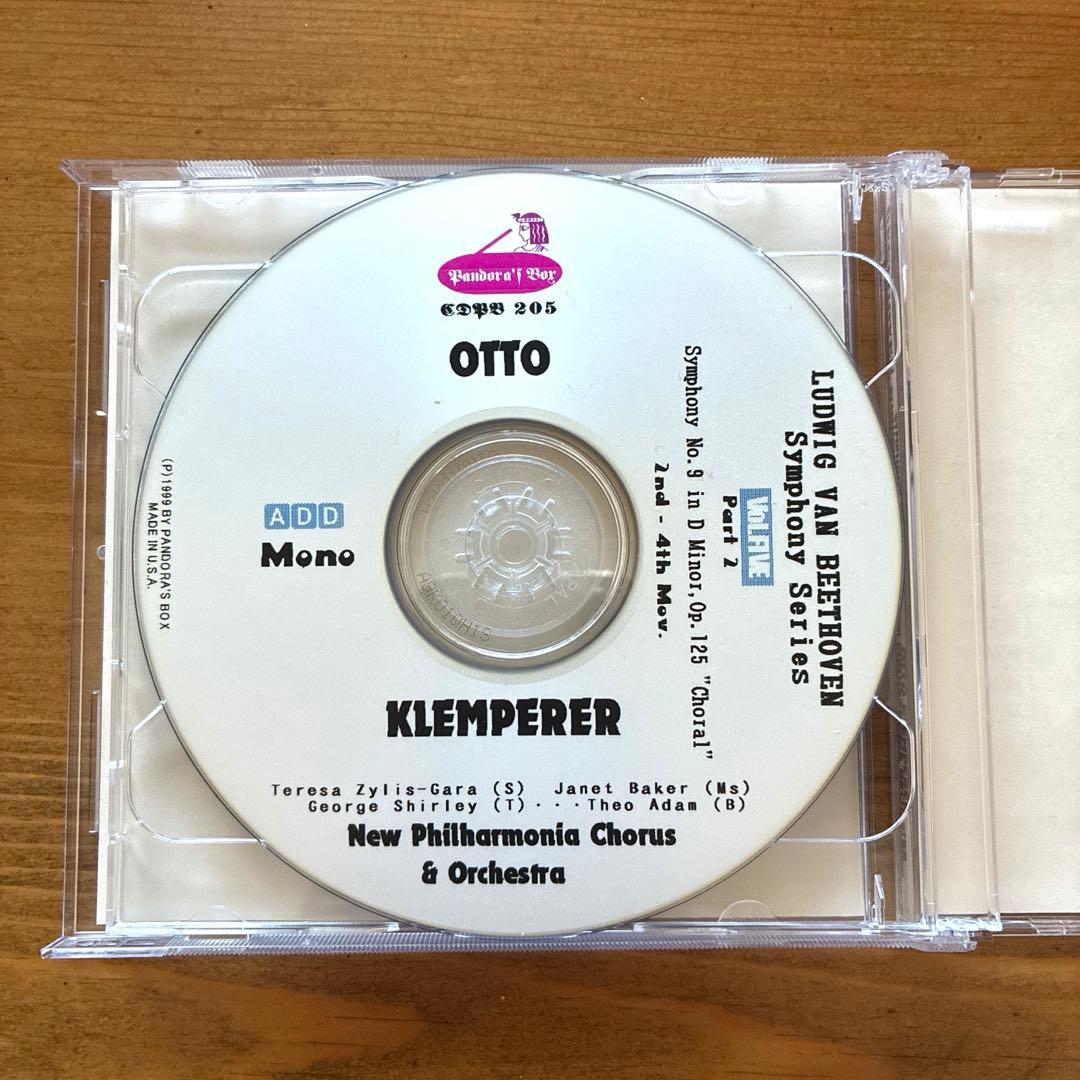 Pandora's Box
CDPB 205
OTTO
LUDWIG VAN BEETHOVEN
Symphony Series
Vol.FIVE
Part 2
Symphony No.9 in D Minor,Op.125 "Choral"
2nd - 4th Mov.
ADD
Mono
(P)1999 BY PANDORA'S BOX
MADE IN U.S.A.
KLEMPERER
Teresa Zylis-Gara (S) Janet Baker (Ms)
George Shirley (T)···Theo Adam (B)
New Philharmonia Chorus
& Orchestra